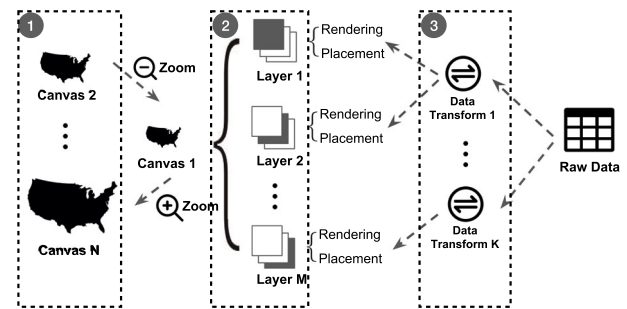 1
Canvas 2
Canvas N
Zoom
Canvas 1
Zoom
2
Layer 1
Rendering
Placement
Layer 2
Rendering
Placement
Layer M
Rendering
Placement
3
Data
Transform 1
Data
Transform K
Raw Data